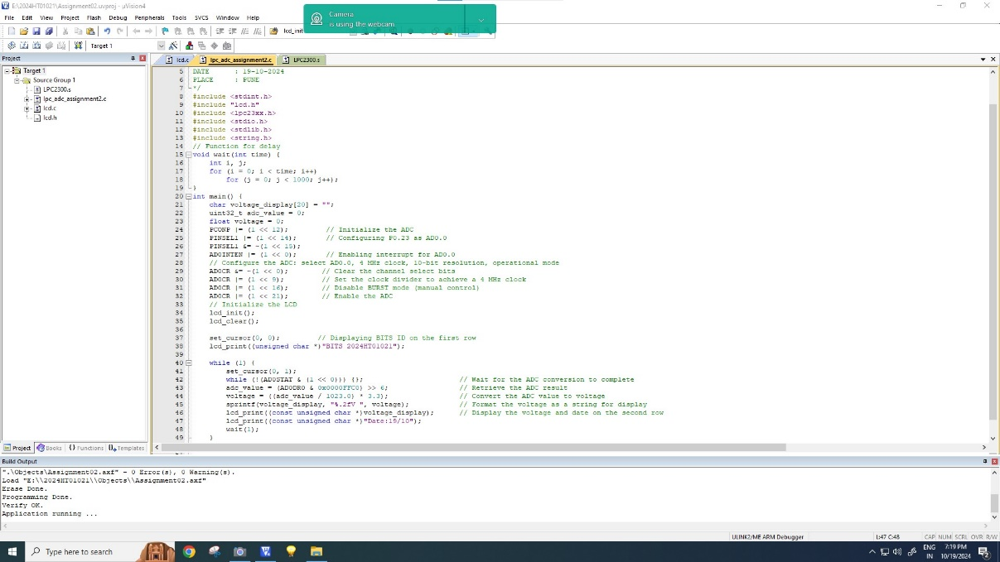 E:\2024HT01021\Assignment02.uvproj - µVision4
File Edit View Project Flash Debug Peripherals Tools SVCS Window Help
Camera
is using the webcam
lcd_init
Target 1
Project
Target 1
Source Group 1
LPC2300.s
lpc_adc_assignment2.c
lcd.c
lcd.h
Project Books Functions Templates
lcd.c lpc_adc_assignment2.c LPC2300.s
5 DATE : 19-10-2024
6 PLACE : PUNE
7 */
8 #include <stdint.h>
9 #include "lcd.h"
10 #include <lpc23xx.h>
11 #include <stdio.h>
12 #include <stdlib.h>
13 #include <string.h>
14 // Function for delay
15 void wait(int time) {
16 int i, j;
17 for (i = 0; i < time; i++)
18 for (j = 0; j < 1000; j++);
19 }
20 int main() {
21 char voltage_display[20] = "";
22 uint32_t adc_value = 0;
23 float voltage = 0;
24 PCONP |= (1 << 12); // Initialize the ADC
25 PINSEL1 |= (1 << 14); // Configuring P0.23 as AD0.0
26 PINSEL1 &= ~(1 << 15);
27 AD0INTEN |= (1 << 0); // Enabling interrupt for AD0.0
28 // Configure the ADC: select AD0.0, 4 MHz clock, 10-bit resolution, operational mode
29 AD0CR &= ~(1 << 0); // Clear the channel select bits
30 AD0CR |= (1 << 9); // Set the clock divider to achieve a 4 MHz clock
31 AD0CR |= (1 << 16); // Disable BURST mode (manual control)
32 AD0CR |= (1 << 21); // Enable the ADC
33 // Initialize the LCD
34 lcd_init();
35 lcd_clear();
36
37 set_cursor(0, 0); // Displaying BITS ID on the first row
38 lcd_print((unsigned char *)"BITS 2024HT01021");
39
40 while (1) {
41 set_cursor(0, 1);
42 while (!(AD0STAT & (1 << 0))) {}; // Wait for the ADC conversion to complete
43 adc_value = (AD0DR0 & 0x0000FFC0) >> 6; // Retrieve the ADC result
44 voltage = ((adc_value / 1023.0) * 3.3); // Convert the ADC value to voltage
45 sprintf(voltage_display, "%.2fV ", voltage); // Format the voltage as a string for display
46 lcd_print((const unsigned char *)voltage_display); // Display the voltage and date on the second row
47 lcd_print((const unsigned char *)"Date:19/10");
48 wait(1);
49 }
Build Output
".\Objects\Assignment02.axf" - 0 Error(s), 0 Warning(s).
Load "E:\\2024HT01021\\Objects\\Assignment02.axf"
Erase Done.
Programming Done.
Verify OK.
Application running ...
ULINK2/ME ARM Debugger L:47 C:48 CAP NUM SCRL OVR R/W
Type here to search
ENG
IN
7:19 PM
10/19/2024
2